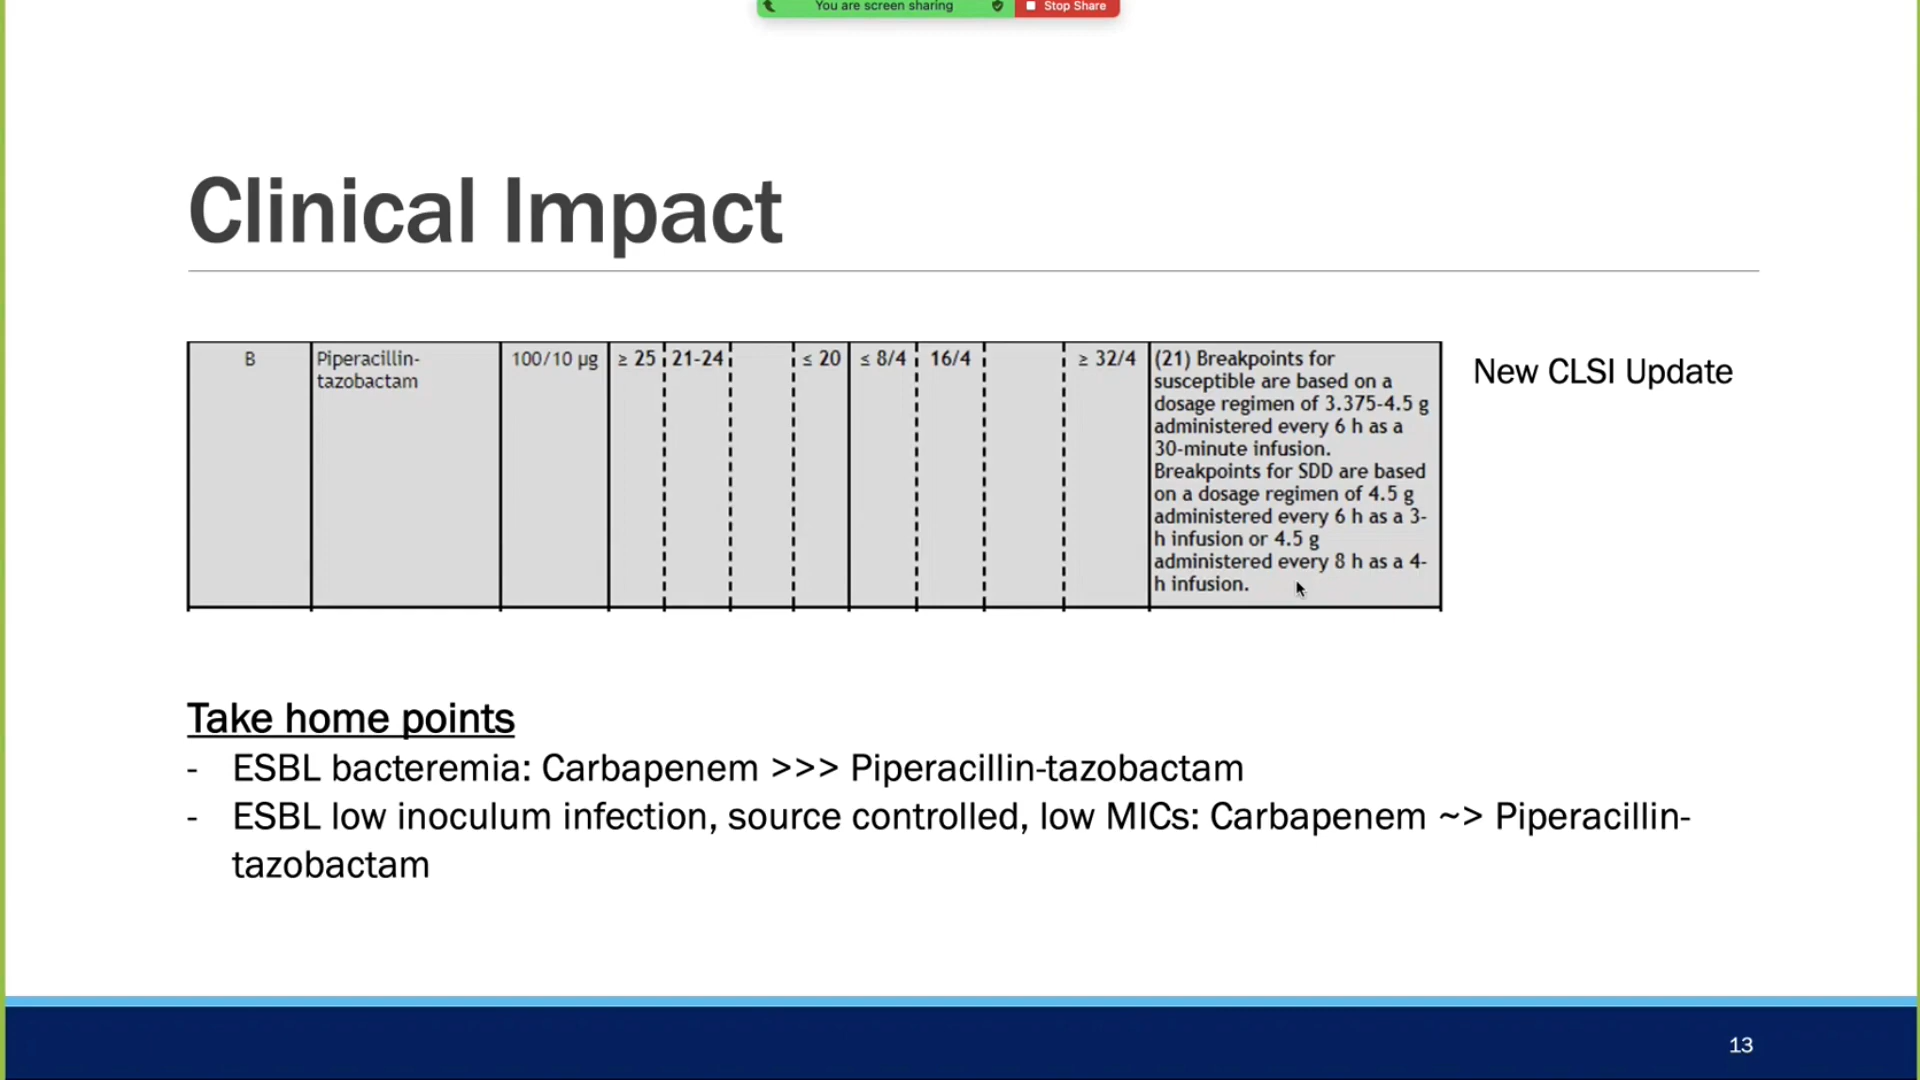 You are screen sharing Stop Share
Clinical Impact
B Piperacillin- 100/10 µg ≥ 25 21-24 ≤ 20 ≤ 8/4 16/4 ≥ 32/4 (21) Breakpoints for
tazobactam susceptible are based on a
dosage regimen of 3.375-4.5 g
administered every 6 h as a
30-minute infusion.
Breakpoints for SDD are based
on a dosage regimen of 4.5 g
administered every 6 h as a 3-
h infusion or 4.5 g
administered every 8 h as a 4-
h infusion.
New CLSI Update
Take home points
- ESBL bacteremia: Carbapenem >>> Piperacillin-tazobactam
- ESBL low inoculum infection, source controlled, low MICs: Carbapenem ~> Piperacillin-
tazobactam
13